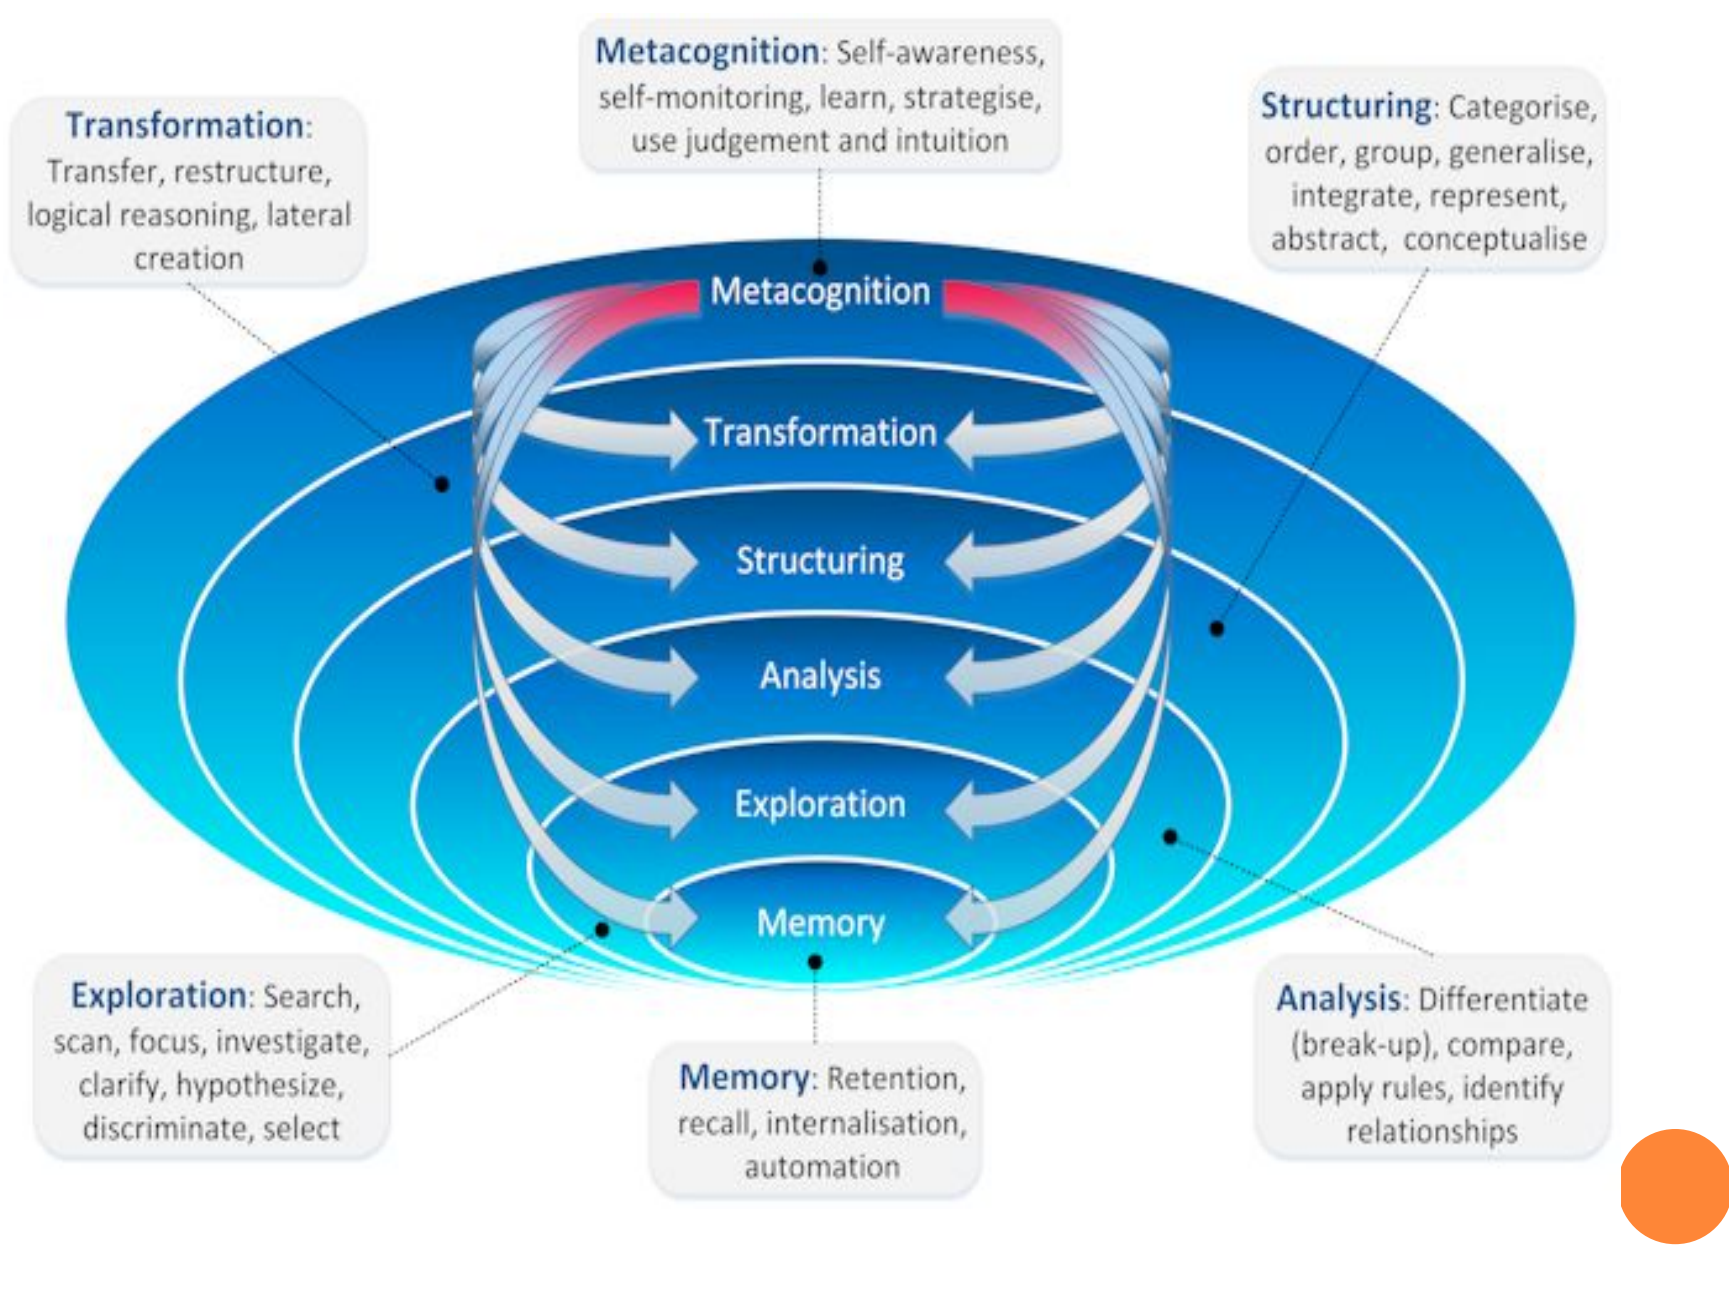 Metacognition: Self-awareness,
self-monitoring, learn, strategise,
use judgement and intuition
Transformation:
Transfer, restructure,
logical reasoning, lateral
creation
Structuring: Categorise,
order, group, generalise,
integrate, represent,
abstract, conceptualise
Metacognition
Transformation
Structuring
Analysis
Exploration
Memory
Exploration: Search,
scan, focus, investigate,
clarify, hypothesize,
discriminate, select
Memory: Retention,
recall, internalisation,
automation
Analysis: Differentiate
(break-up), compare,
apply rules, identify
relationships